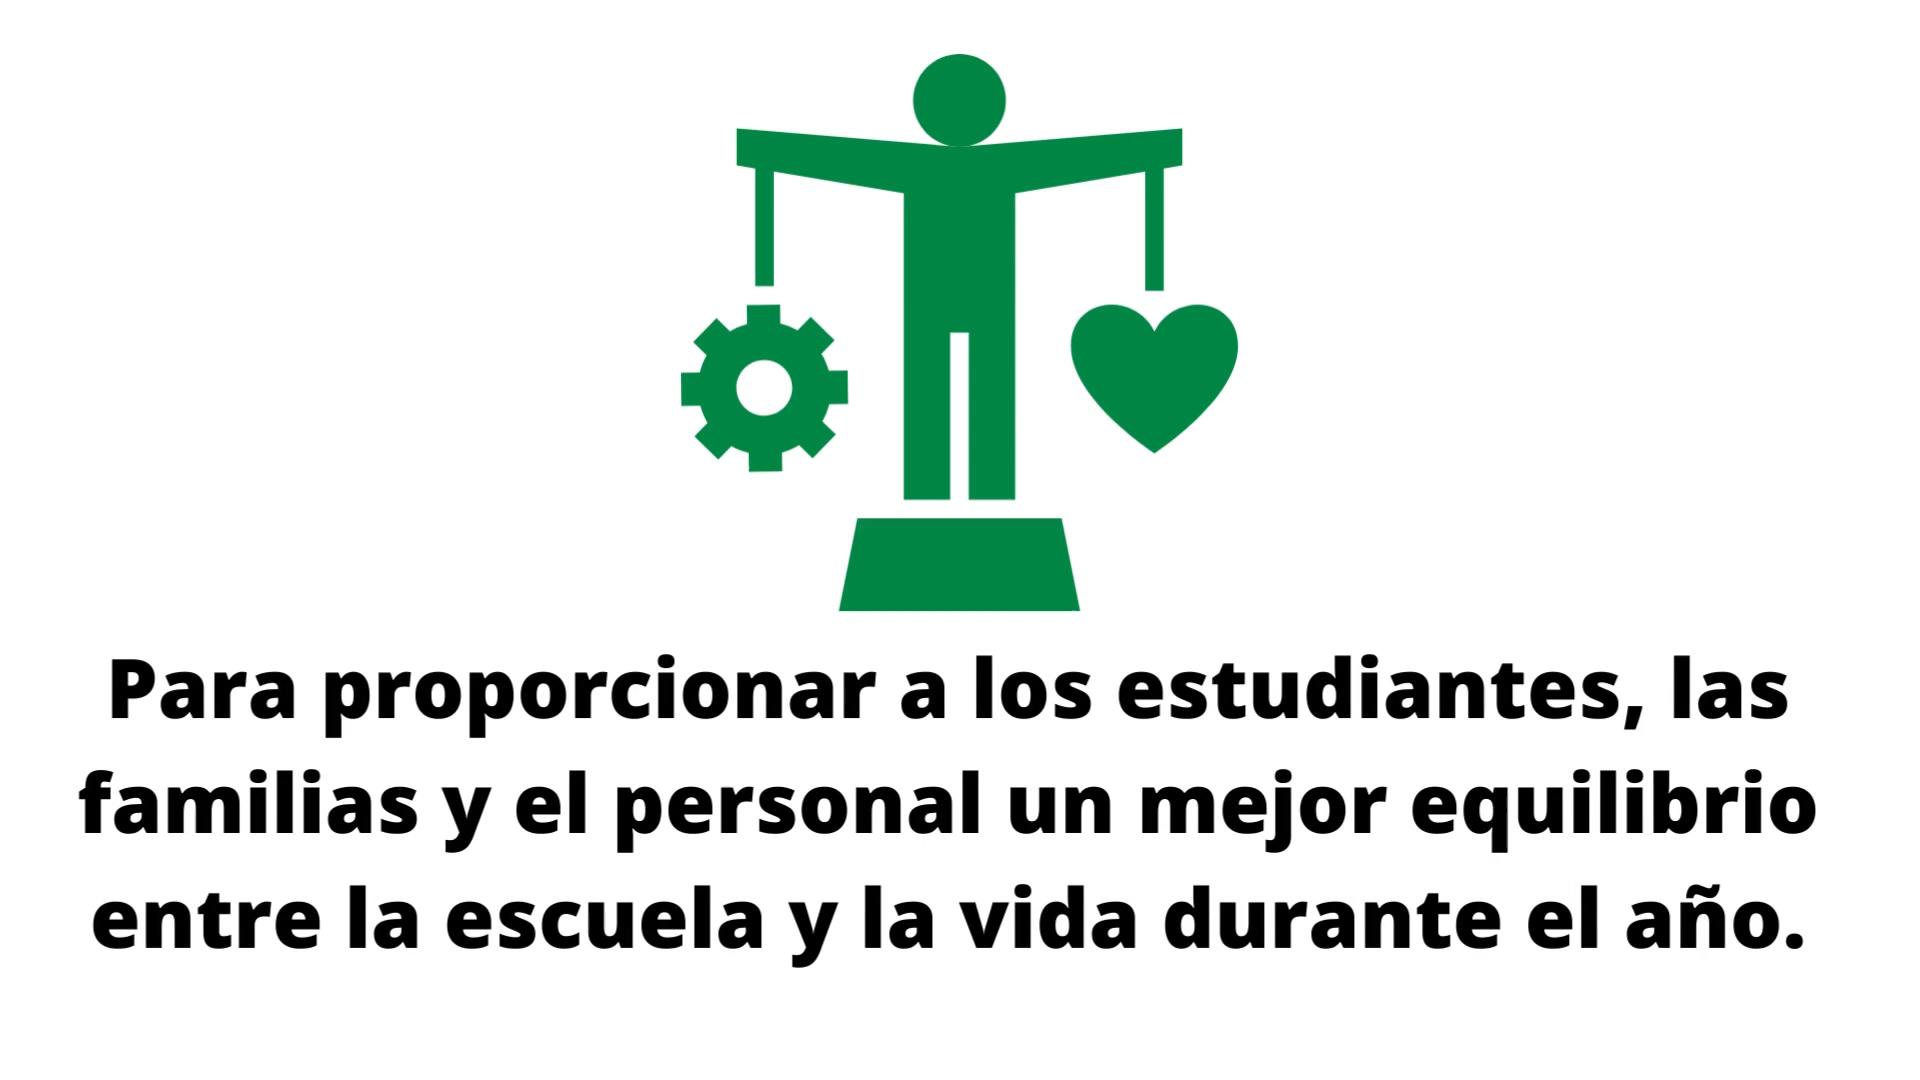 Para proporcionar a los estudiantes, las
familias y el personal un mejor equilibrio
entre la escuela y la vida durante el año.